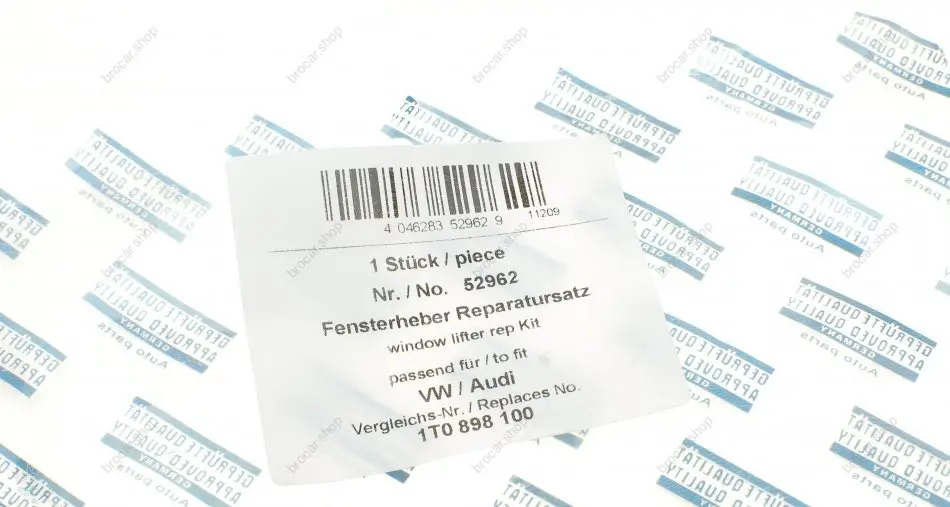 4 046283 52962 9 11209
1 Stück / piece
Nr. / No. 52962
Fensterheber Reparatursatz
window lifter rep Kit
passend für / to fit
VW / Audi
Vergleichs-Nr. / Replaces No.
1T0 898 100
GEPRUEFTE QUALITÄT
APPROVED QUALITY
GERMANY
Auto parts
brocar.shop